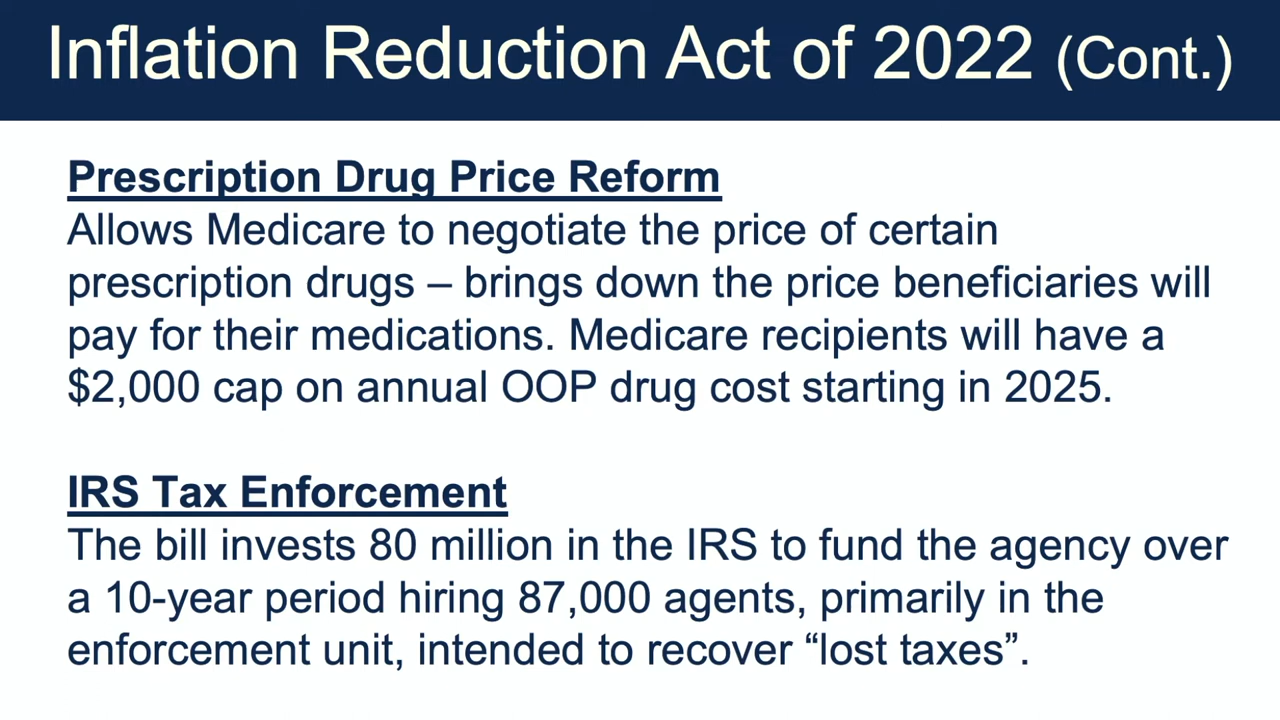 Inflation Reduction Act of 2022 (Cont.)
Prescription Drug Price Reform
Allows Medicare to negotiate the price of certain
prescription drugs – brings down the price beneficiaries will
pay for their medications. Medicare recipients will have a
$2,000 cap on annual OOP drug cost starting in 2025.
IRS Tax Enforcement
The bill invests 80 million in the IRS to fund the agency over
a 10-year period hiring 87,000 agents, primarily in the
enforcement unit, intended to recover “lost taxes”.